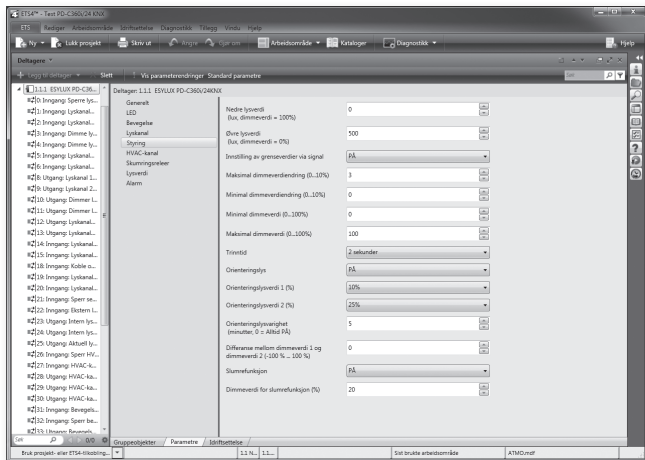 ETS4™ - Test PD-C360i/24 KNX
ETS Rediger Arbeidsområde Idriftsettelse Diagnostikk Tillegg Vindu Hjelp
Ny Lukk prosjekt Skriv ut Angre Gjør om Arbeidsområde Kataloger Diagnostikk Hjelp
Deltagere
Legg til deltager Slett Vis parameterendringer Standard parametre Søk
1.1.1 ESYLUX PD-C36...
0: Inngang: Sperre lys...
1: Inngang: Lyskanal...
2: Inngang: Lyskanal...
3: Inngang: Dimme ly...
4: Inngang: Dimme ly...
5: Inngang: Lyskanal...
6: Inngang: Lyskanal...
8: Utgang: Lyskanal 1...
9: Utgang: Lyskanal 2...
10: Utgang: Dimmer l...
11: Utgang: Dimmer l...
12: Utgang: Lyskanal...
13: Utgang: Lyskanal...
14: Inngang: Lyskanal...
15: Inngang: Lyskanal...
18: Inngang: Koble o...
19: Inngang: Lyskanal...
20: Inngang: Lyskanal...
21: Inngang: Sperr se...
22: Inngang: Ekstern l...
23: Utgang: Intern lys...
24: Utgang: Intern lys...
25: Utgang: Aktuell ly...
26: Inngang: Sperr HV...
27: Inngang: HVAC-k...
28: Utgang: HVAC-ka...
29: Utgang: HVAC-ka...
30: Utgang: HVAC-ka...
31: Inngang: Bevegels...
32: Inngang: Sperr be...
33: Utgang: Bevegels...
Søk 0/0
Deltager: 1.1.1 ESYLUX PD-C360i/24KNX
Generelt
LED
Bevegelse
Lyskanal
Styring
HVAC-kanal
Skumringsreleer
Lysverdi
Alarm
Nedre lysverdi 0
(lux, dimmeverdi = 100%)
Øvre lysverdi 500
(lux, dimmeverdi = 0%)
Innstilling av grenseverdier via signal PÅ
Maksimal dimmeverdiendring (0...10%) 3
Minimal dimmeverdiendring (0...10%) 0
Minimal dimmeverdi (0...100%) 0
Maksimal dimmeverdi (0...100%) 100
Trinntid 2 sekunder
Orienteringslys PÅ
Orienteringslysverdi 1 (%) 10%
Orienteringslysverdi 2 (%) 25%
Orienteringslysvarighet 5
(minutter, 0 = Alltid PÅ)
Differanse mellom dimmeverdi 1 og 0
dimmeverdi 2 (-100 % ... 100 %)
Slumrefunksjon PÅ
Dimmeverdi for slumrefunksjon (%) 20
Gruppeobjekter Parametre Idriftsettelse
Bruk prosjekt- aller ETS4-tilkobling... 1.1 N... 1.1.... Sist brukte arbeidsområde ATMO.mdf